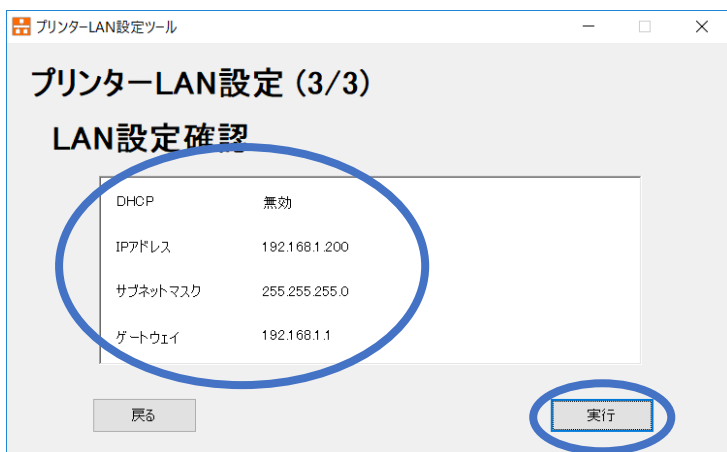 プリンターLAN設定ツール
プリンターLAN設定 (3/3)
LAN設定確認
DHCP 無効
IPアドレス 192.168.1.200
サブネットマスク 255.255.255.0
ゲートウェイ 192.168.1.1
戻る 実行